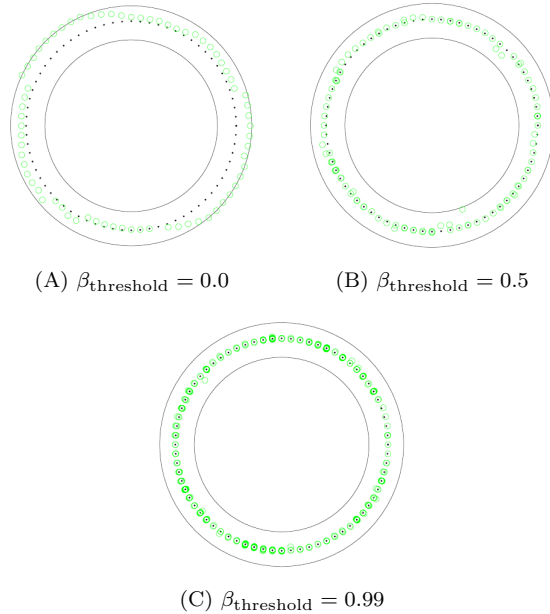 (A) β_threshold = 0.0
(B) β_threshold = 0.5
(C) β_threshold = 0.99